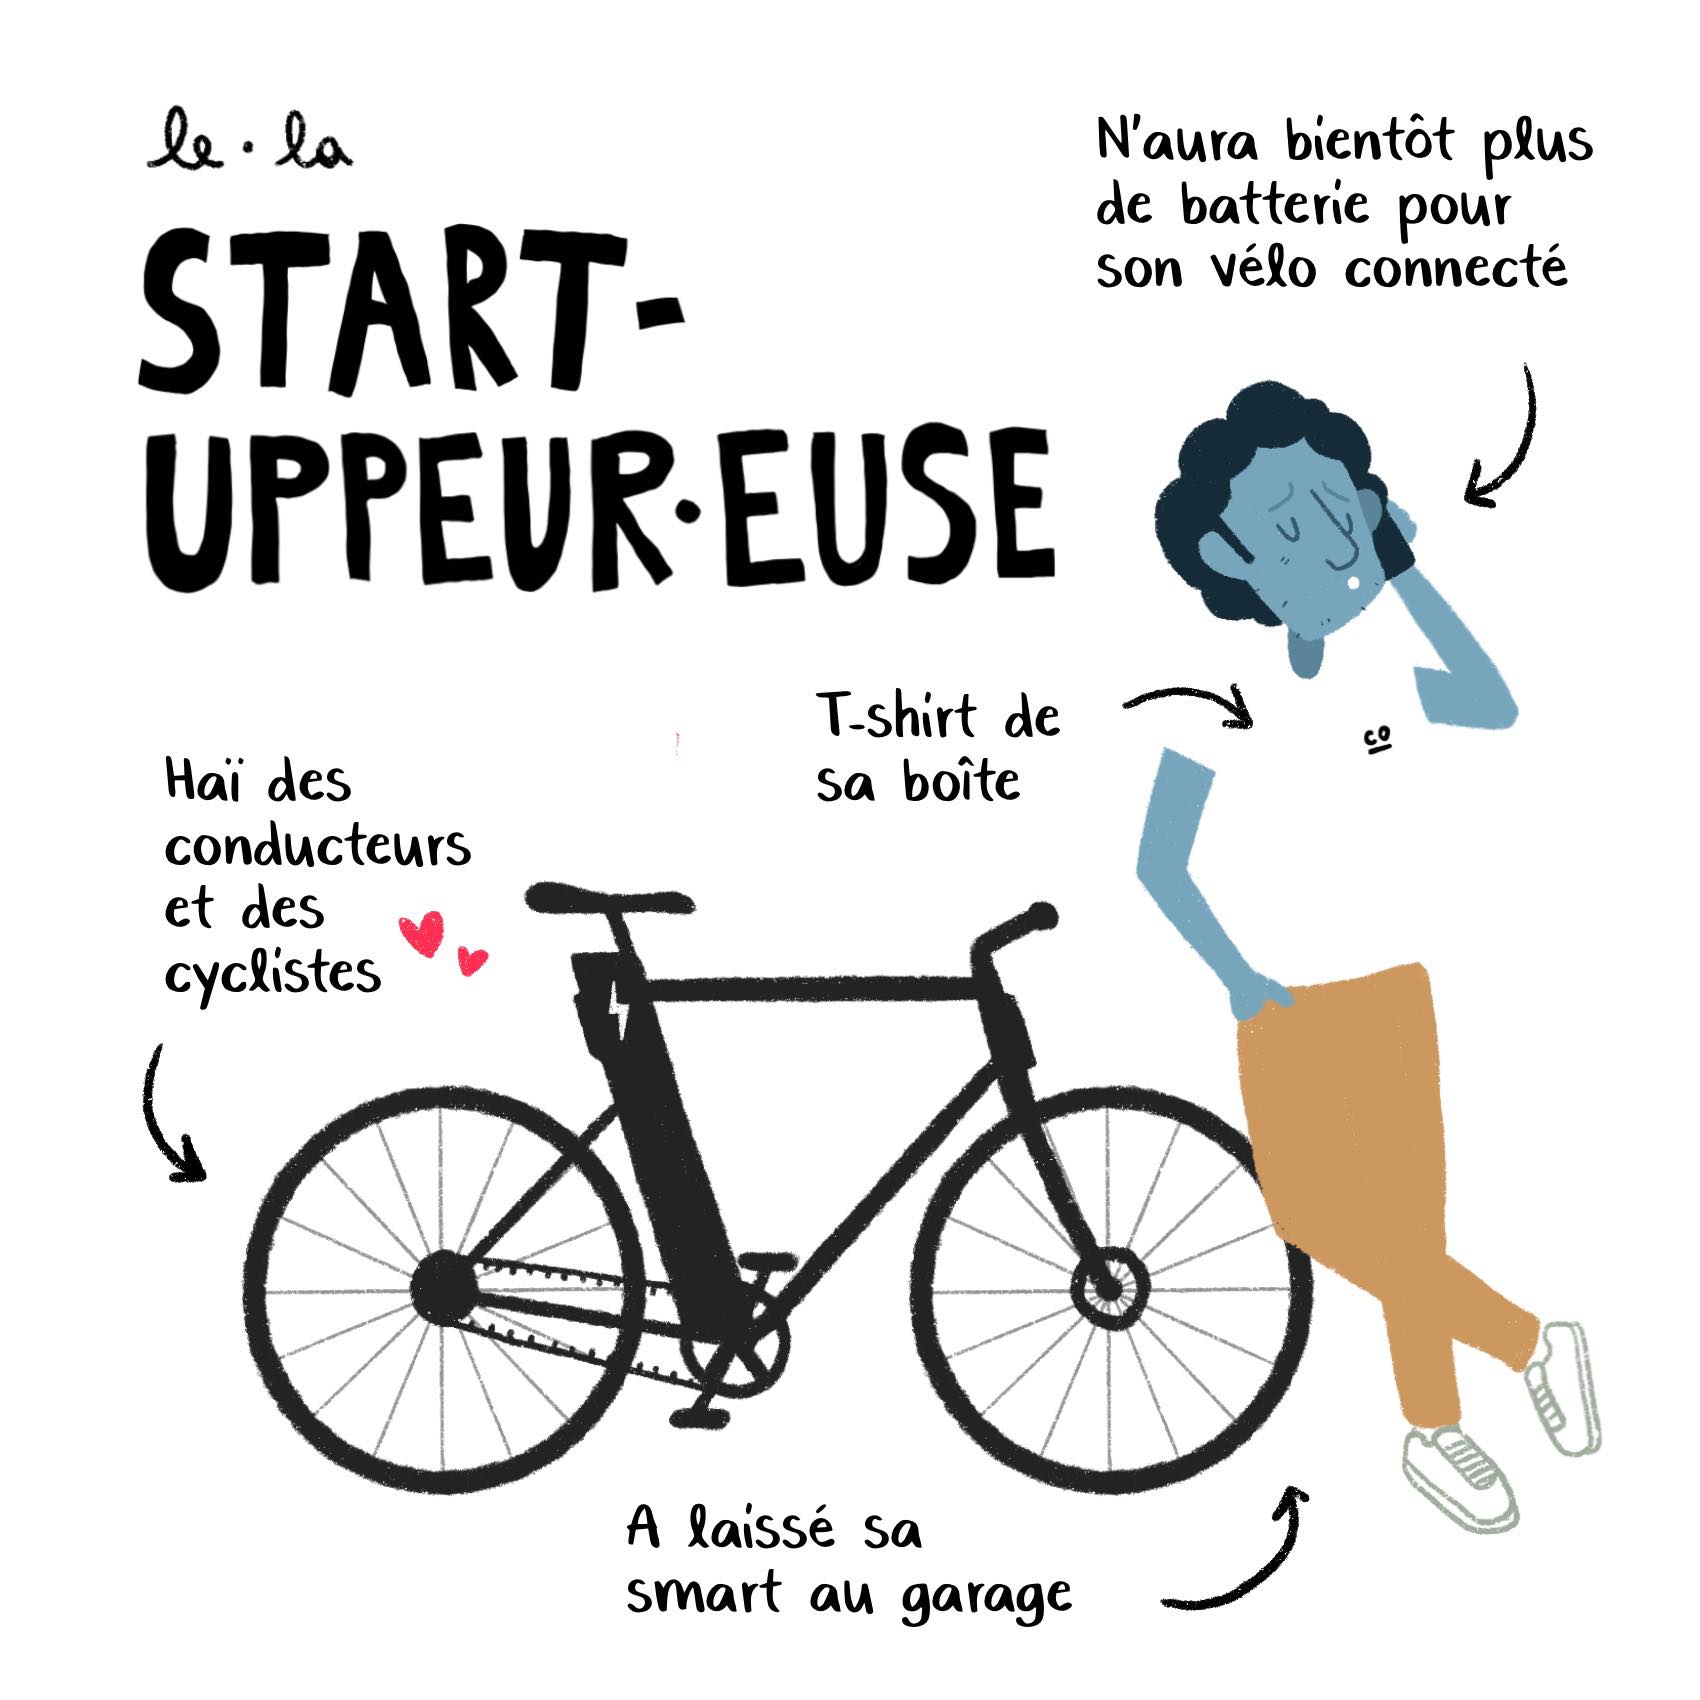 le·la
START-
UPPEUR·EUSE
N'aura bientôt plus
de batterie pour
son vélo connecté
T-shirt de
sa boîte
co
Haï des
conducteurs
et des
cyclistes
A laissé sa
smart au garage